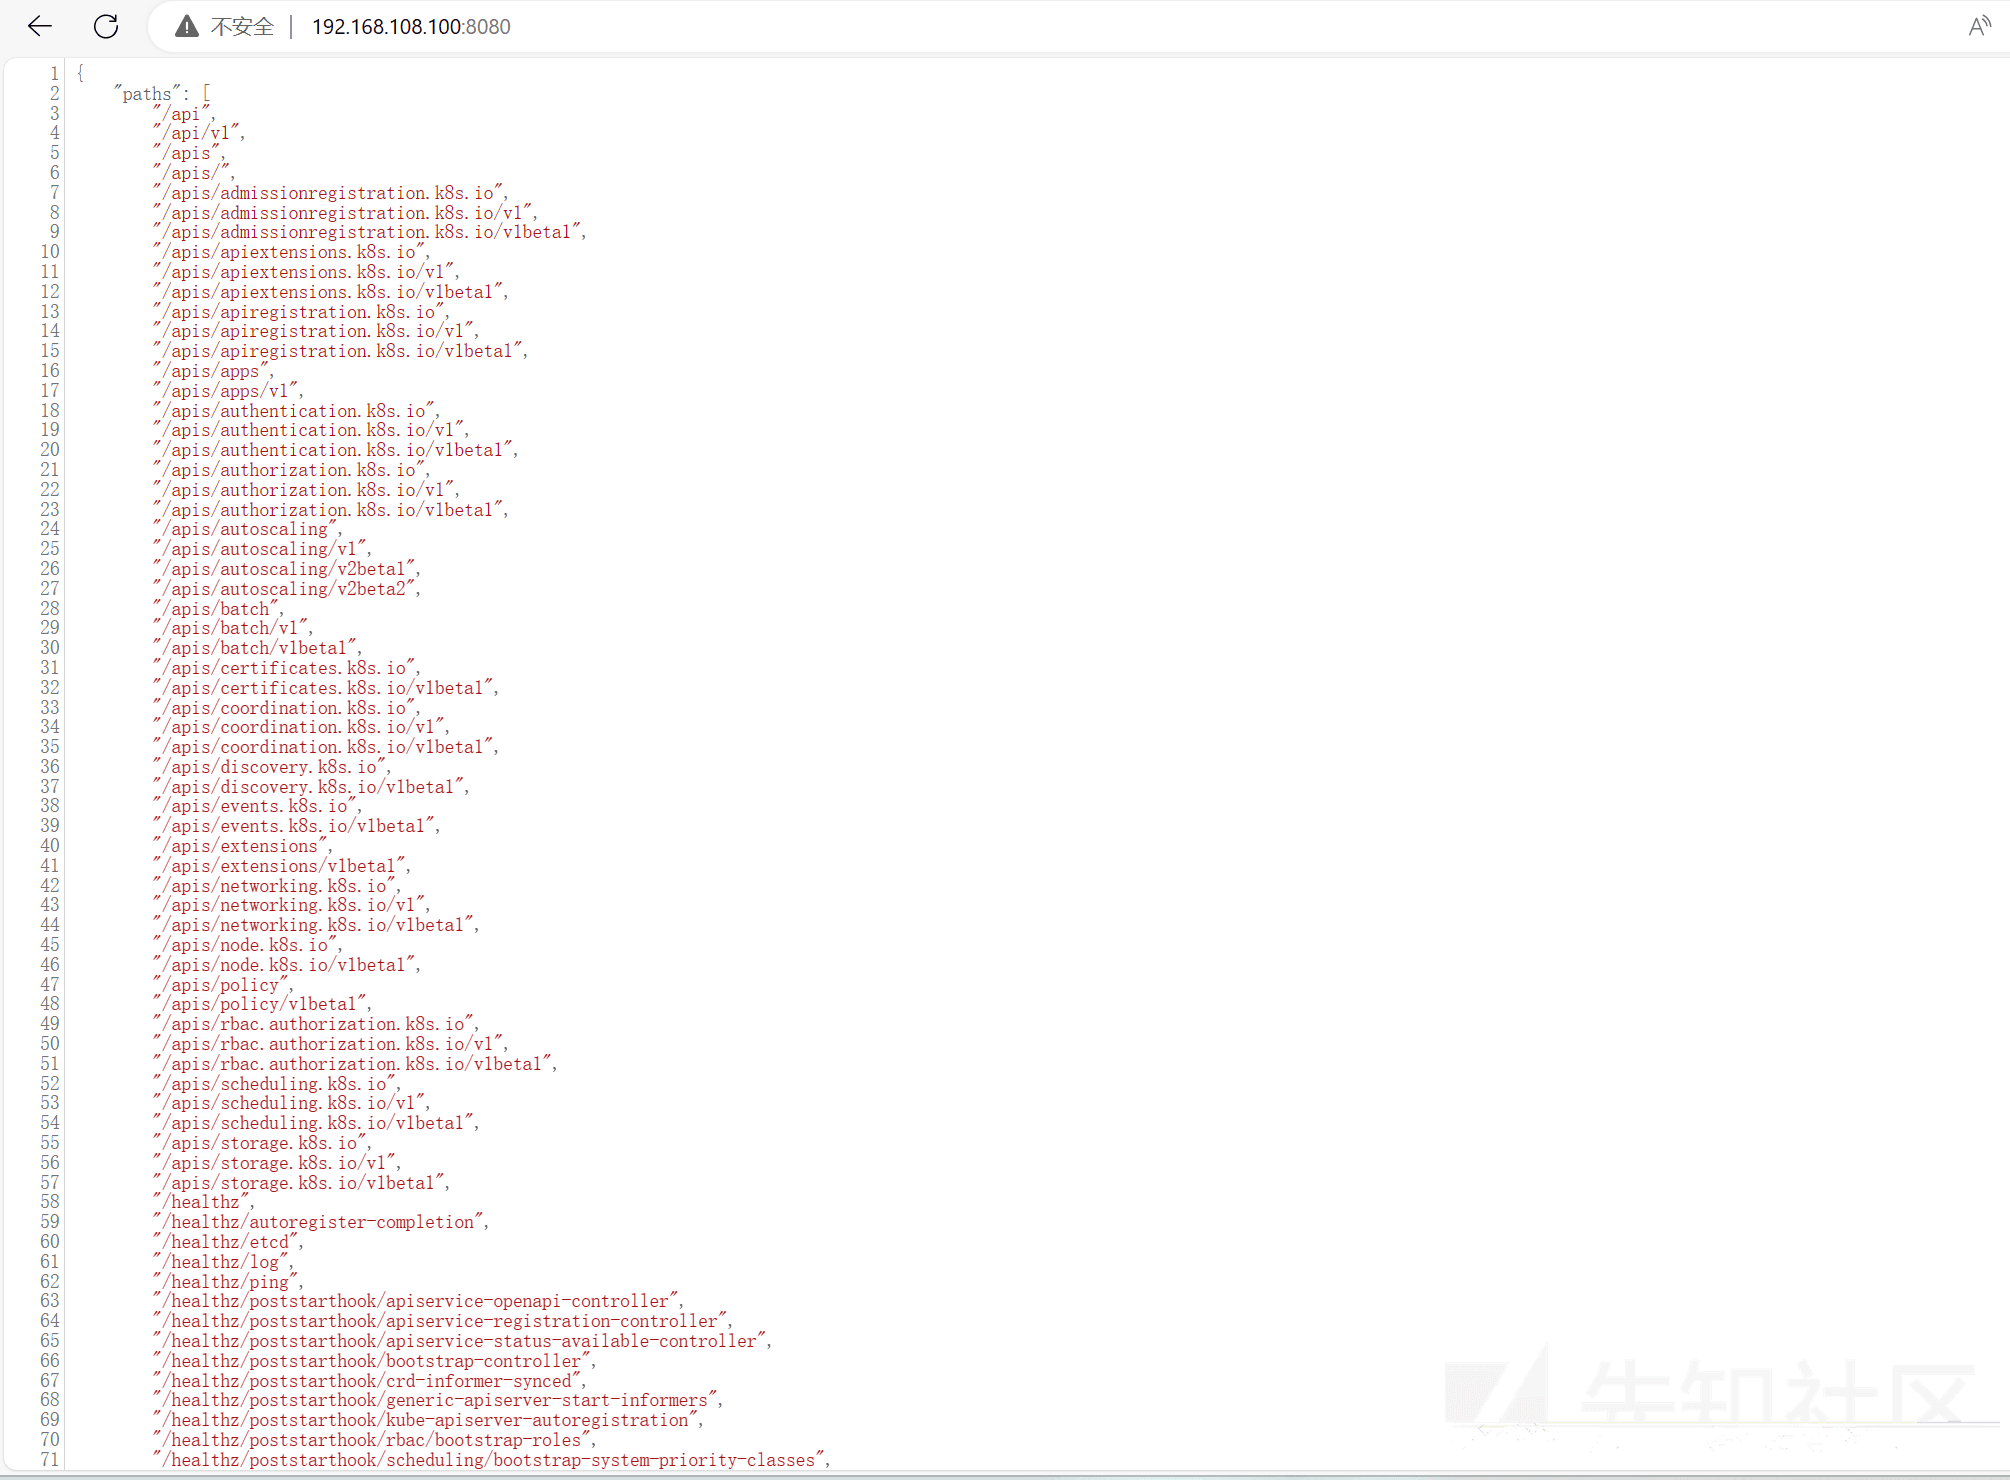 不安全 | 192.168.108.100:8080
1 {
2 "paths": [
3 "/api",
4 "/api/v1",
5 "/apis",
6 "/apis/",
7 "/apis/admissionregistration.k8s.io",
8 "/apis/admissionregistration.k8s.io/v1",
9 "/apis/admissionregistration.k8s.io/v1beta1",
10 "/apis/apiextensions.k8s.io",
11 "/apis/apiextensions.k8s.io/v1",
12 "/apis/apiextensions.k8s.io/v1beta1",
13 "/apis/apiregistration.k8s.io",
14 "/apis/apiregistration.k8s.io/v1",
15 "/apis/apiregistration.k8s.io/v1beta1",
16 "/apis/apps",
17 "/apis/apps/v1",
18 "/apis/authentication.k8s.io",
19 "/apis/authentication.k8s.io/v1",
20 "/apis/authentication.k8s.io/v1beta1",
21 "/apis/authorization.k8s.io",
22 "/apis/authorization.k8s.io/v1",
23 "/apis/authorization.k8s.io/v1beta1",
24 "/apis/autoscaling",
25 "/apis/autoscaling/v1",
26 "/apis/autoscaling/v2beta1",
27 "/apis/autoscaling/v2beta2",
28 "/apis/batch",
29 "/apis/batch/v1",
30 "/apis/batch/v1beta1",
31 "/apis/certificates.k8s.io",
32 "/apis/certificates.k8s.io/v1beta1",
33 "/apis/coordination.k8s.io",
34 "/apis/coordination.k8s.io/v1",
35 "/apis/coordination.k8s.io/v1beta1",
36 "/apis/discovery.k8s.io",
37 "/apis/discovery.k8s.io/v1beta1",
38 "/apis/events.k8s.io",
39 "/apis/events.k8s.io/v1beta1",
40 "/apis/extensions",
41 "/apis/extensions/v1beta1",
42 "/apis/networking.k8s.io",
43 "/apis/networking.k8s.io/v1",
44 "/apis/networking.k8s.io/v1beta1",
45 "/apis/node.k8s.io",
46 "/apis/node.k8s.io/v1beta1",
47 "/apis/policy",
48 "/apis/policy/v1beta1",
49 "/apis/rbac.authorization.k8s.io",
50 "/apis/rbac.authorization.k8s.io/v1",
51 "/apis/rbac.authorization.k8s.io/v1beta1",
52 "/apis/scheduling.k8s.io",
53 "/apis/scheduling.k8s.io/v1",
54 "/apis/scheduling.k8s.io/v1beta1",
55 "/apis/storage.k8s.io",
56 "/apis/storage.k8s.io/v1",
57 "/apis/storage.k8s.io/v1beta1",
58 "/healthz",
59 "/healthz/autoregister-completion",
60 "/healthz/etcd",
61 "/healthz/log",
62 "/healthz/ping",
63 "/healthz/poststarthook/apiservice-openapi-controller",
64 "/healthz/poststarthook/apiservice-registration-controller",
65 "/healthz/poststarthook/apiservice-status-available-controller",
66 "/healthz/poststarthook/bootstrap-controller",
67 "/healthz/poststarthook/crd-informer-synced",
68 "/healthz/poststarthook/generic-apiserver-start-informers",
69 "/healthz/poststarthook/kube-apiserver-autoregistration",
70 "/healthz/poststarthook/rbac/bootstrap-roles",
71 "/healthz/poststarthook/scheduling/bootstrap-system-priority-classes",
先知社区